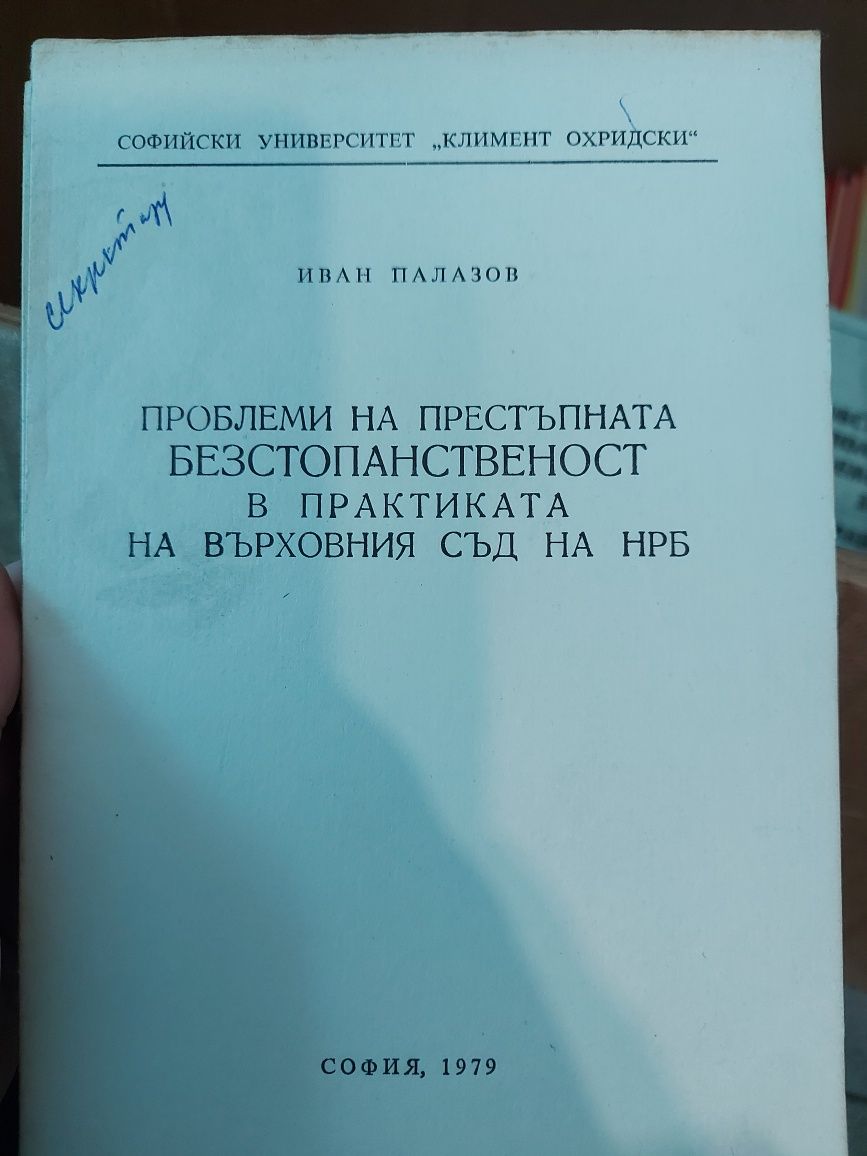 СОФИЙСКИ УНИВЕРСИТЕТ „КЛИМЕНТ ОХРИДСКИ“
ИВАН ПАЛАЗОВ
ПРОБЛЕМИ НА ПРЕСТЪПНАТА
БЕЗСТОПАНСТВЕНОСТ
В ПРАКТИКАТА
НА ВЪРХОВНИЯ СЪД НА НРБ
СОФИЯ, 1979